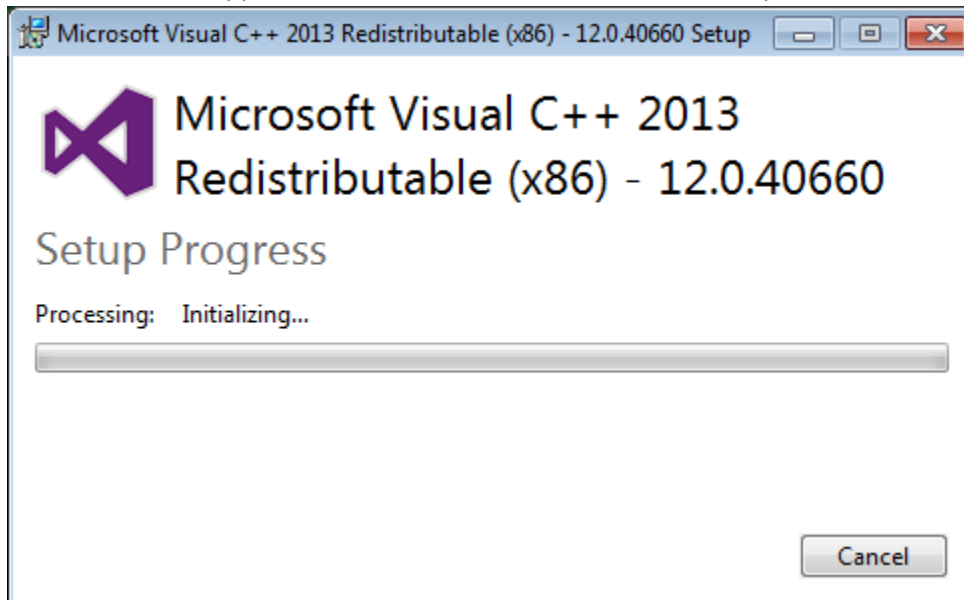 Microsoft Visual C++ 2013 Redistributable (x86) - 12.0.40660 Setup
Microsoft Visual C++ 2013
Redistributable (x86) - 12.0.40660
Setup Progress
Processing: Initializing...
Cancel